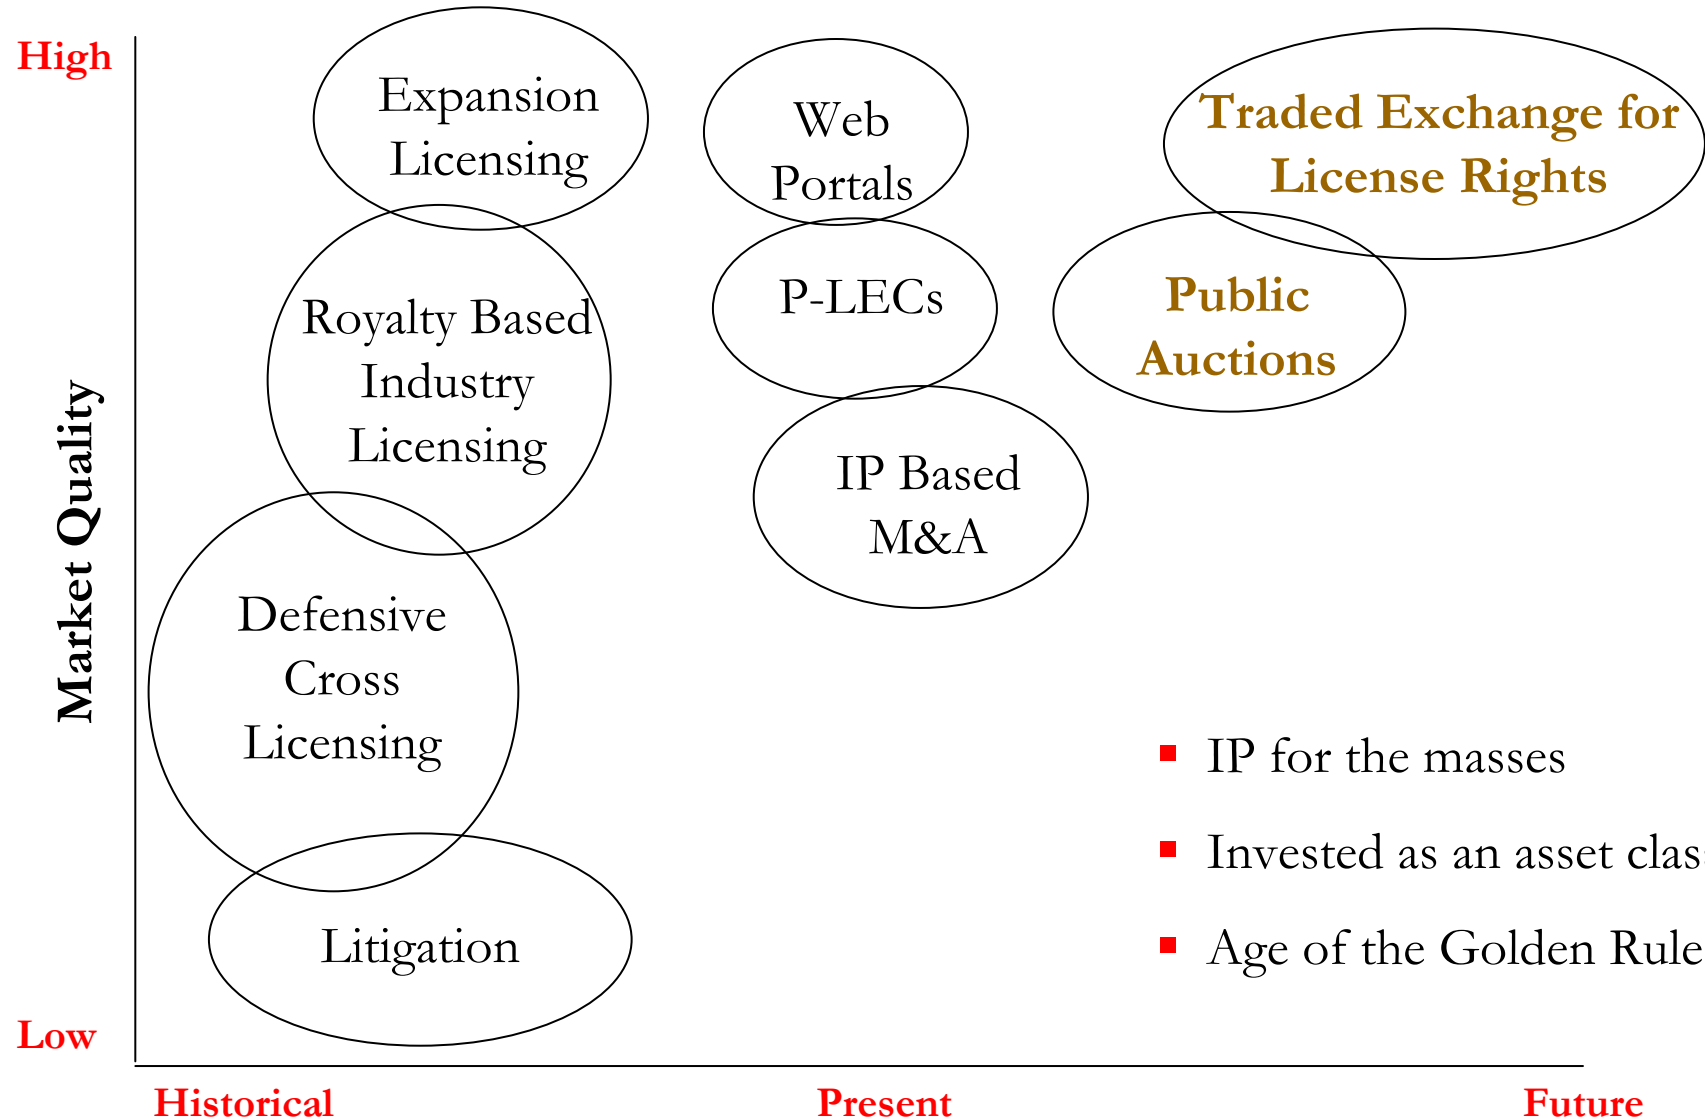 High
Expansion
Licensing
Web
Portals
Traded Exchange for
License Rights
Royalty Based
Industry
Licensing
P-LECs
Public
Auctions
Market Quality
IP Based
M&A
Defensive
Cross
Licensing
IP for the masses
Invested as an asset clas
Litigation
Age of the Golden Rule
Low
Historical
Present
Future